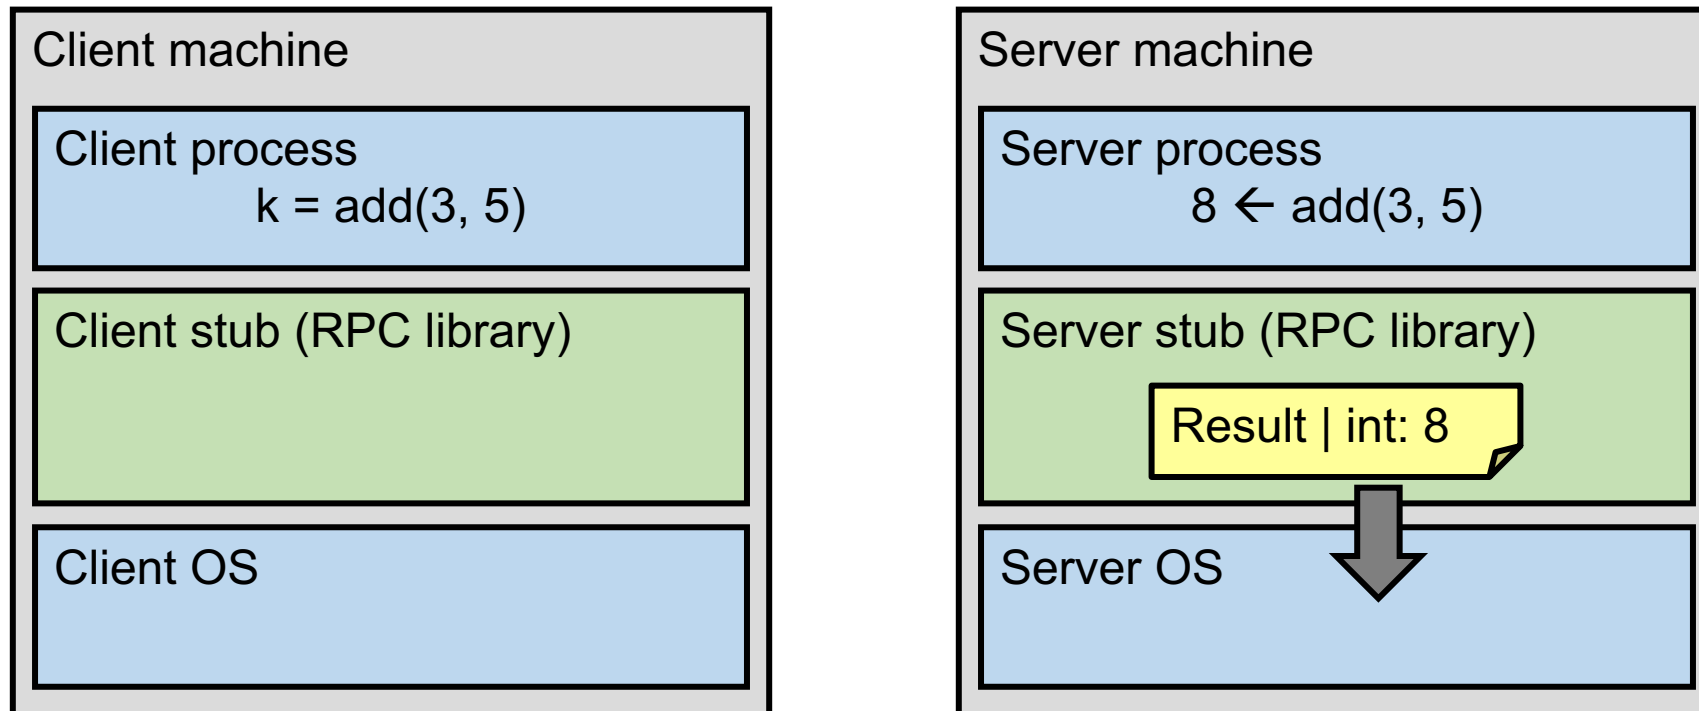 Client machine
Client process
k = add(3, 5)
Client stub (RPC library)
Client OS
Server machine
Server process
8 ← add(3, 5)
Server stub (RPC library)
Result | int: 8
Server OS